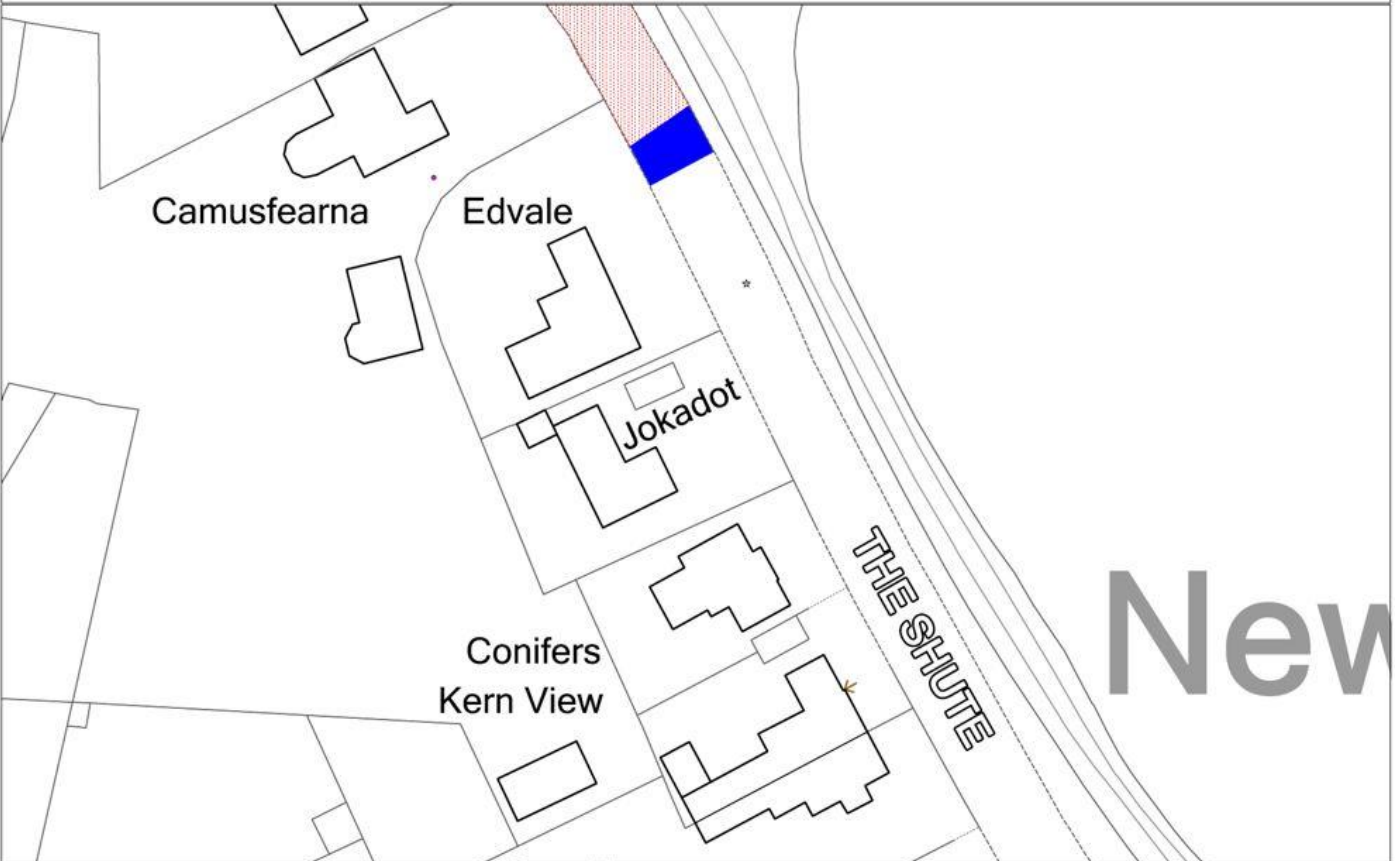 Camusfearna
Edvale
Jokadot
THE SHUTE
Conifers
Kern View
New